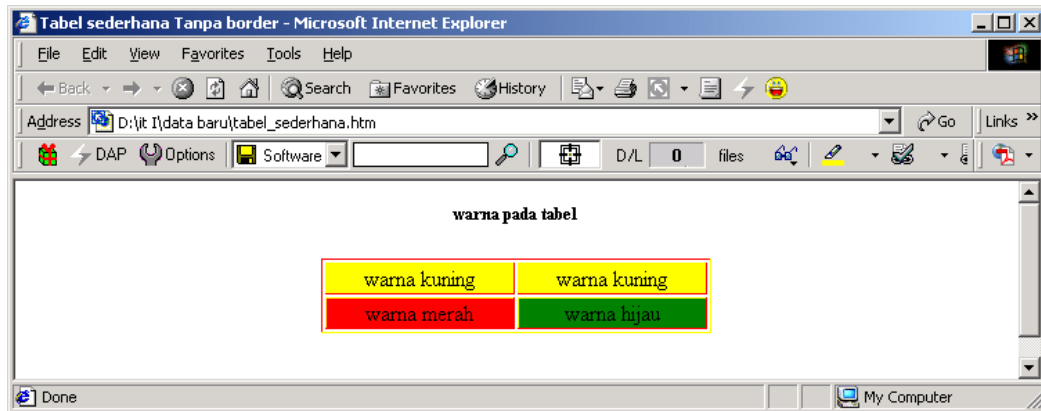 Tabel sederhana Tanpa border - Microsoft Internet Explorer
File Edit View Favorites Tools Help
Back Search Favorites History
Address D:\it I\data baru\tabel_sederhana.htm Go Links »
DAP Options Software D/L 0 files
warna pada tabel
warna kuning warna kuning
warna merah warna hijau
Done My Computer